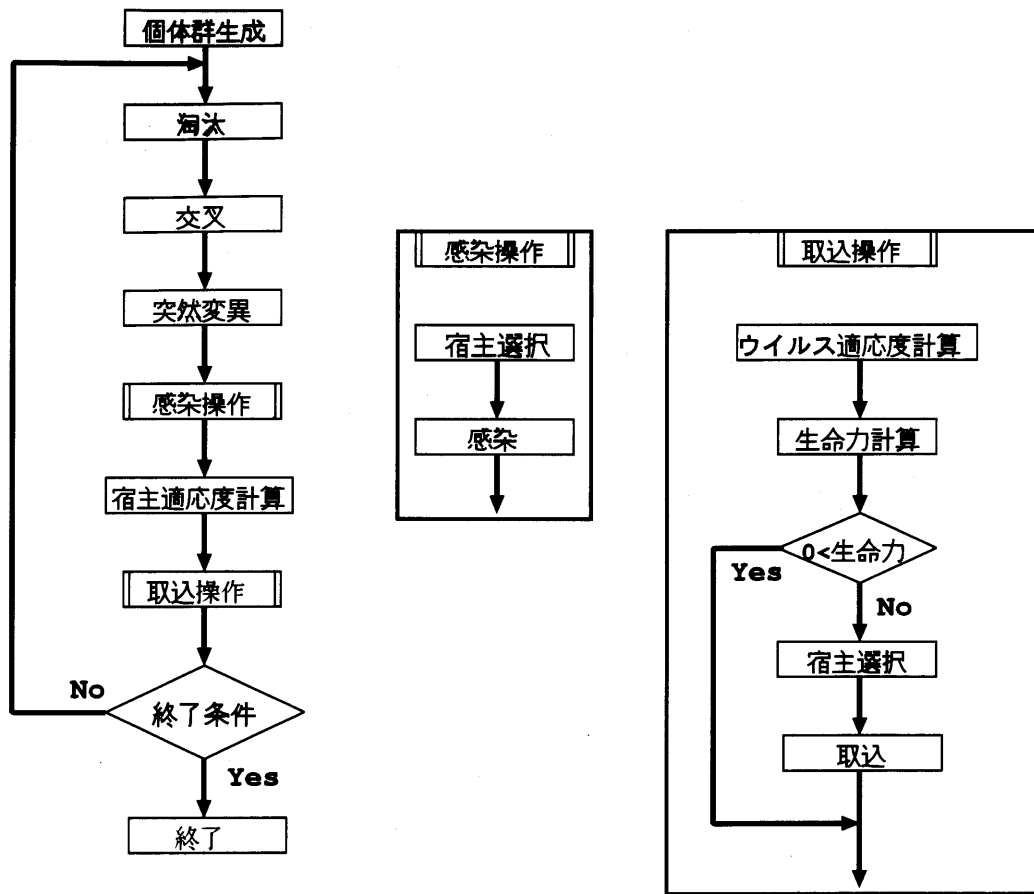 個体群生成
淘汰
交叉
突然変異
感染操作
宿主適応度計算
取込操作
終了条件
No
Yes
終了
感染操作
宿主選択
感染
取込操作
ウイルス適応度計算
生命力計算
0<生命力
Yes
No
宿主選択
取込